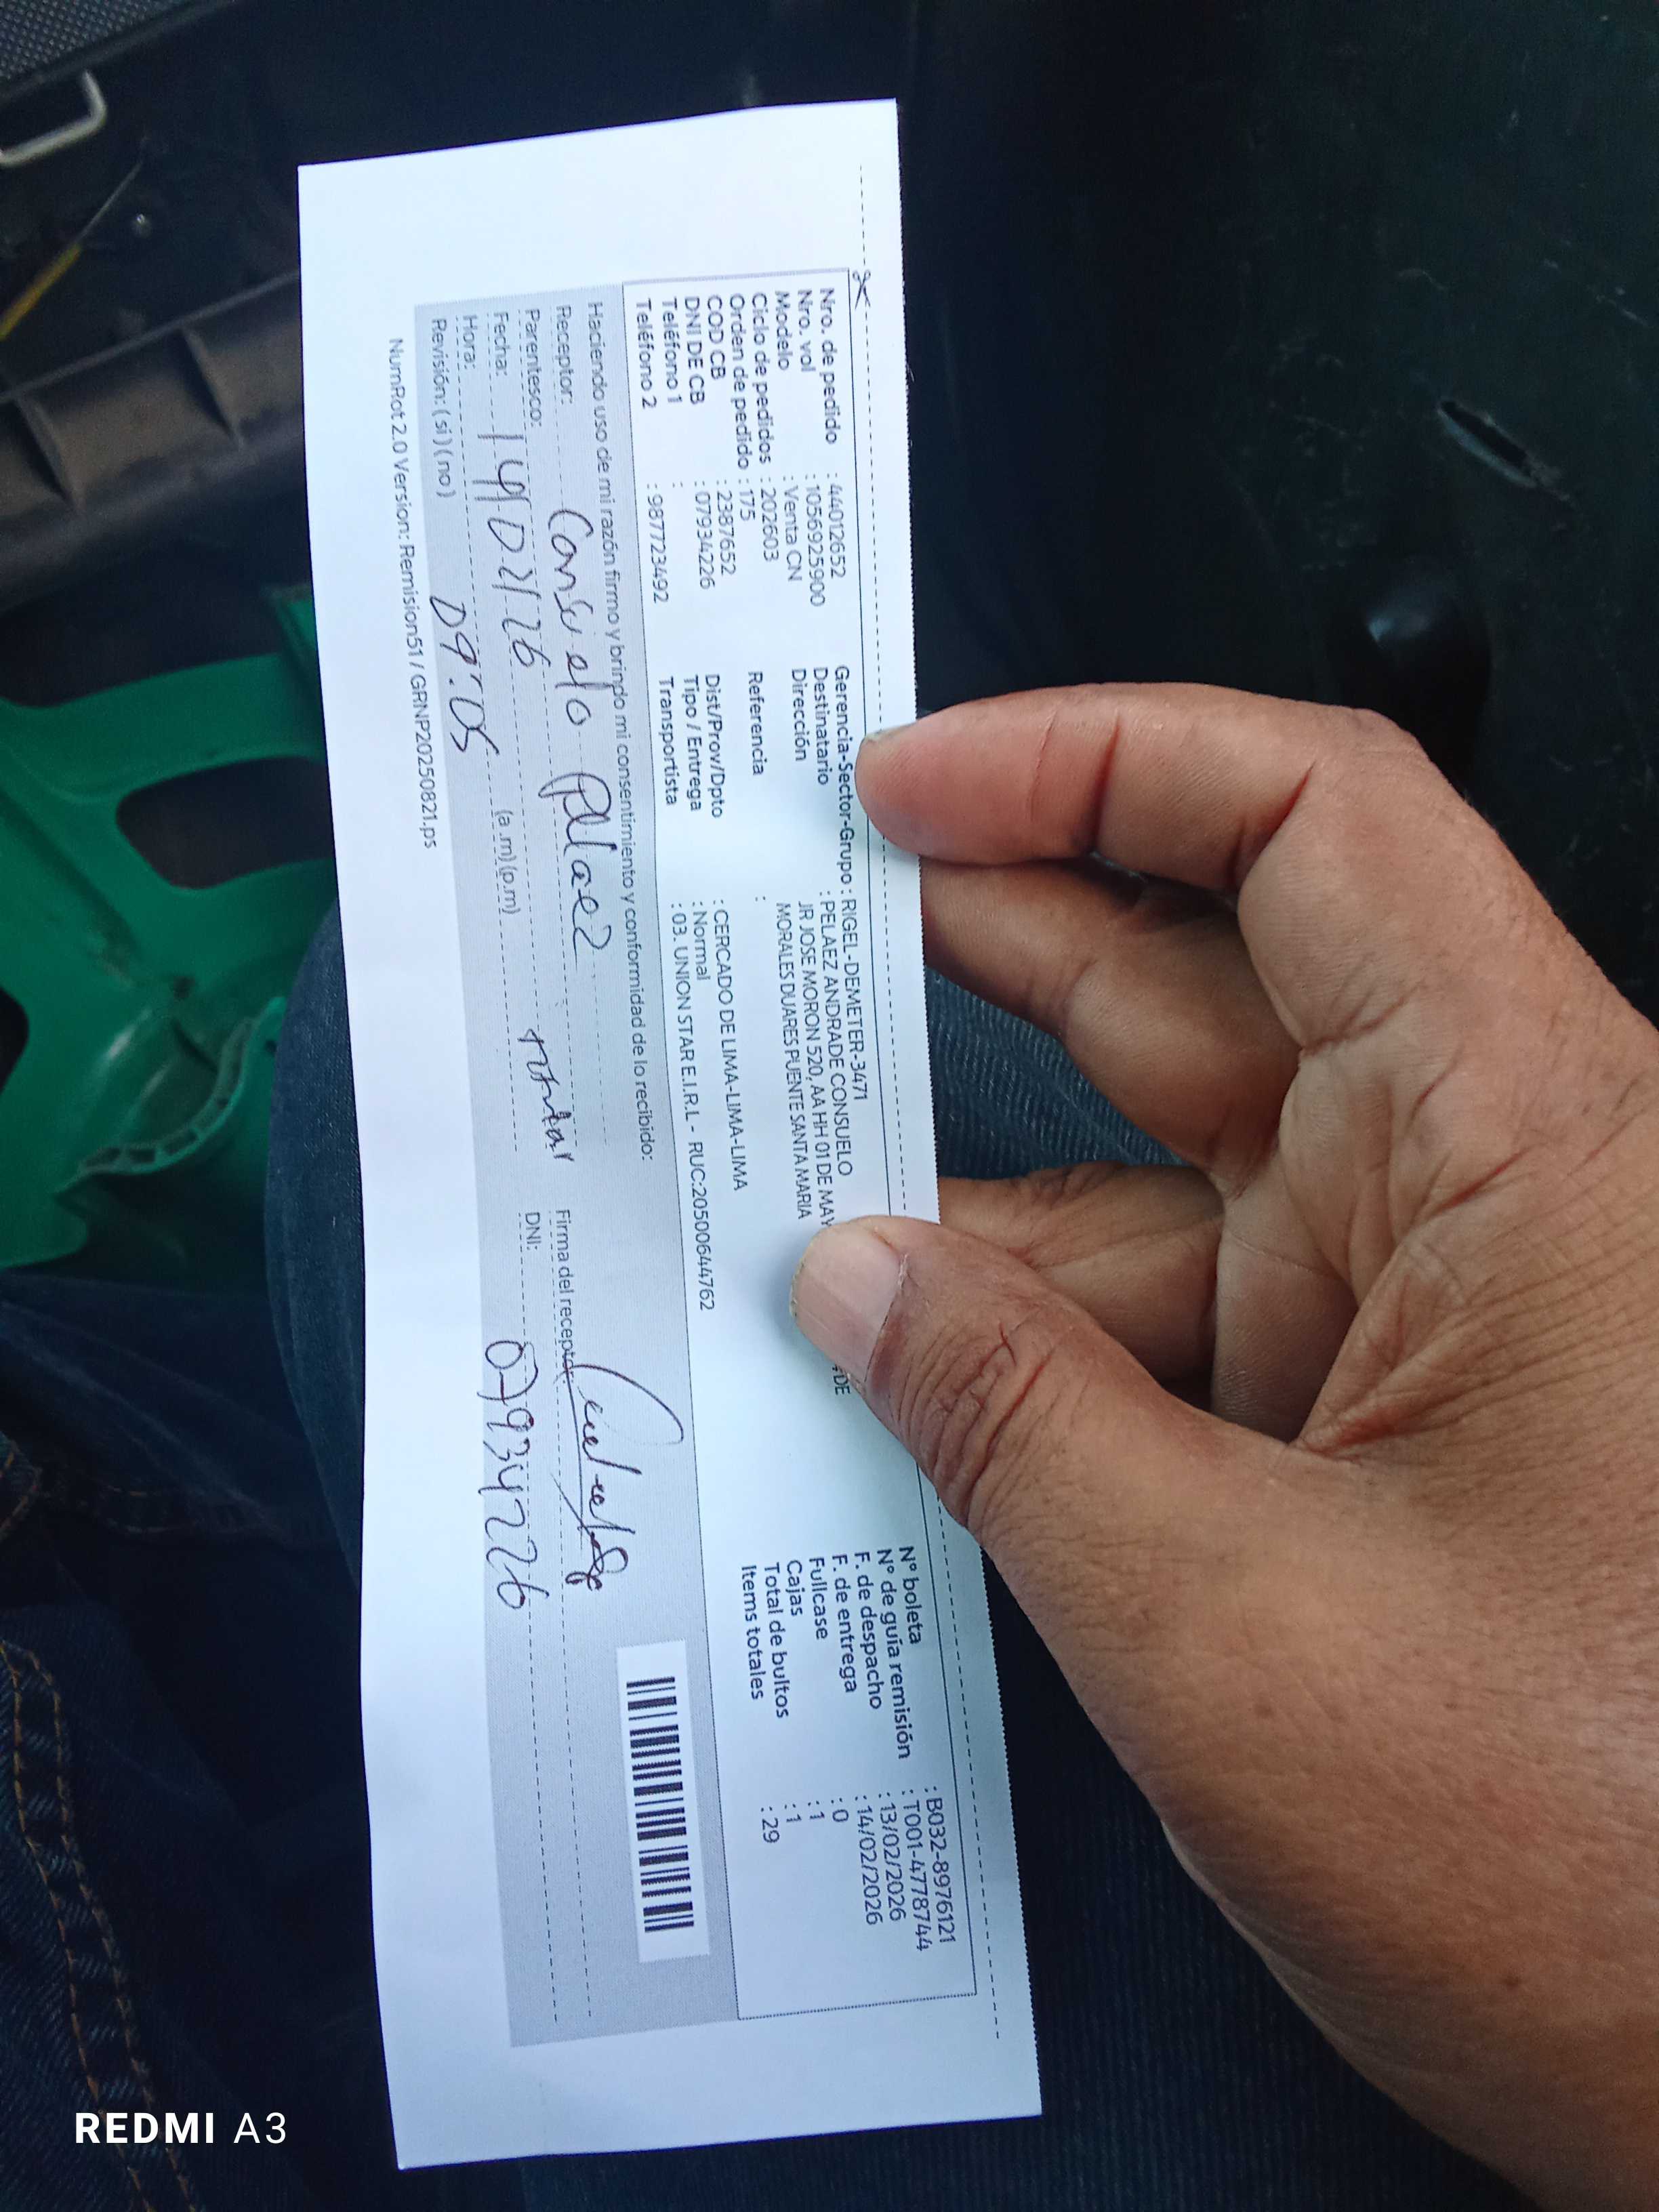 Nro. de pedido : 44012652
Nro. vol : 1056925900
Modelo : Venta CN
Ciclo de pedidos : 202603
Orden de pedido : 175
COD CB : 2387652
DNI DE CB : 07934226
Teléfono 1 :
Teléfono 2 : 987723492
Gerencia-Sector-Grupo : RIGEL-DEMETER-3471
Destinatario : PELAEZ ANDRADE CONSUELO
Dirección JR JOSE MORON 520, AA HH 01 DE MAY DE
MORALES DUARES PUENTE SANTA MARIA
Referencia :
Dist/Prov/Dpto : CERCADO DE LIMA-LIMA-LIMA
Tipo / Entrega : Normal
Transportista : 03. UNION STAR E.I.R.L - RUC:20500644762
N° boleta : B032-8976121
N° de guía remisión : T001-4778744
F. de despacho : 13/02/2026
F. de entrega : 14/02/2026
Fullcase : 0
Cajas : 1
Total de bultos : 1
Items totales : 29
Haciendo uso de mi razón firmo y brindo mi consentimiento y conformidad de lo recibido:
Receptor: Consuelo Pelaez
Firma del receptor:
Parentesco: titular
DNI: 07934226
Fecha: 14/02/26
Hora: 09:05 (a.m) (p.m)
Revisión: ( si ) ( no )
NumRot 2.0 Version: Remision51 / GRNP20250821.ps
REDMI A3